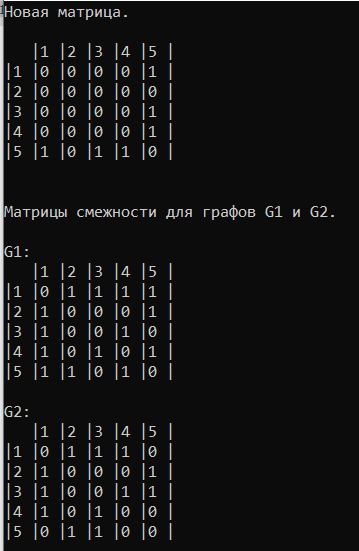 Новая матрица.
|1 |2 |3 |4 |5 |
|1 |0 |0 |0 |0 |1 |
|2 |0 |0 |0 |0 |0 |
|3 |0 |0 |0 |0 |1 |
|4 |0 |0 |0 |0 |1 |
|5 |1 |0 |1 |1 |0 |
Матрицы смежности для графов G1 и G2.
G1:
|1 |2 |3 |4 |5 |
|1 |0 |1 |1 |1 |1 |
|2 |1 |0 |0 |0 |1 |
|3 |1 |0 |0 |1 |0 |
|4 |1 |0 |1 |0 |1 |
|5 |1 |1 |0 |1 |0 |
G2:
|1 |2 |3 |4 |5 |
|1 |0 |1 |1 |1 |0 |
|2 |1 |0 |0 |0 |1 |
|3 |1 |0 |0 |1 |1 |
|4 |1 |0 |1 |0 |0 |
|5 |0 |1 |1 |0 |0 |